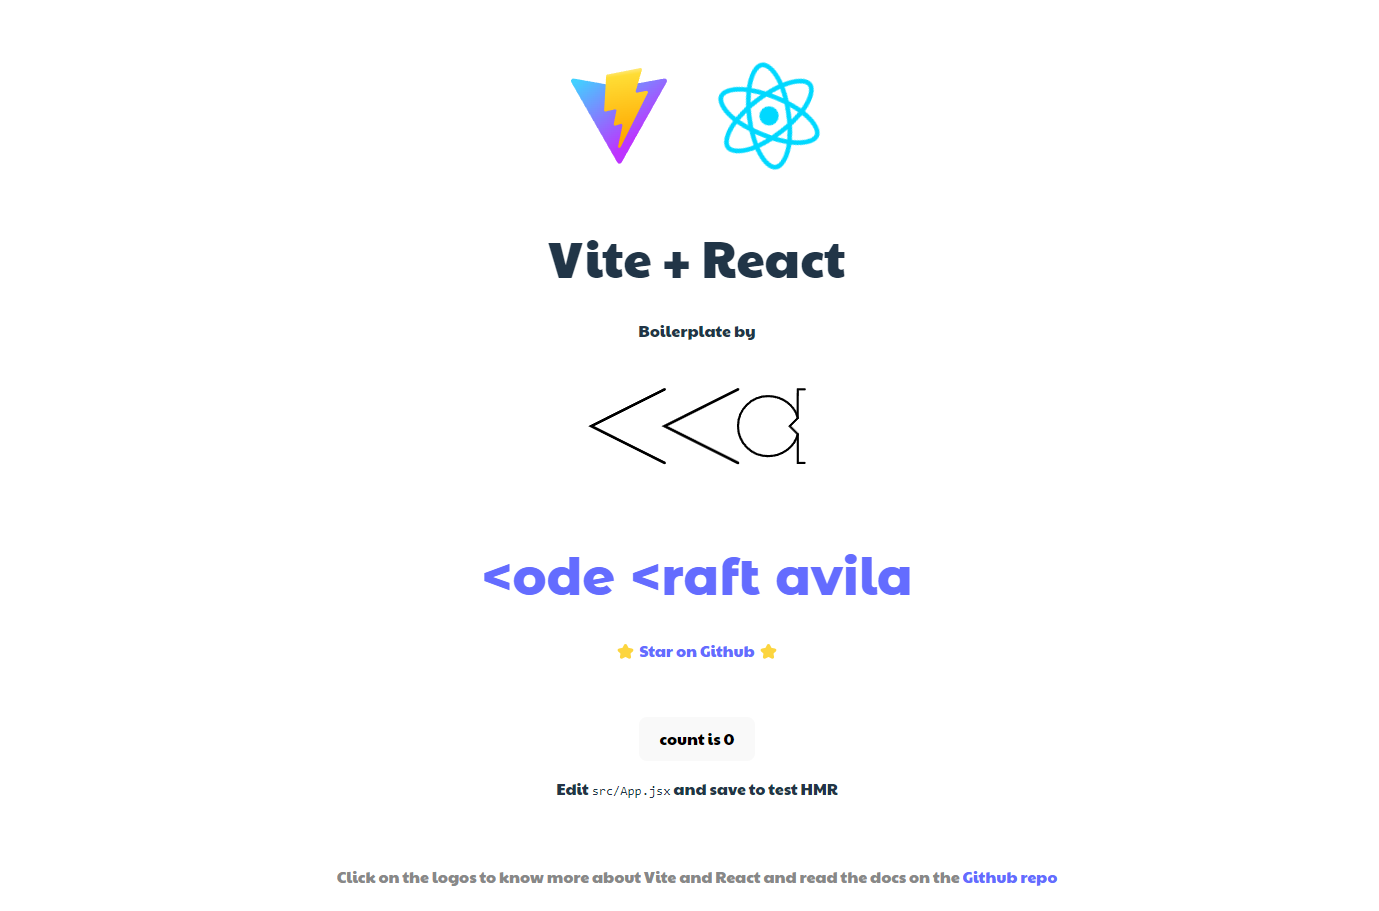 Vite + React
Boilerplate by
<ode <raft avila
⭐ Star on Github ⭐
count is 0
Edit src/App.jsx and save to test HMR
Click on the logos to know more about Vite and React and read the docs on the Github repo